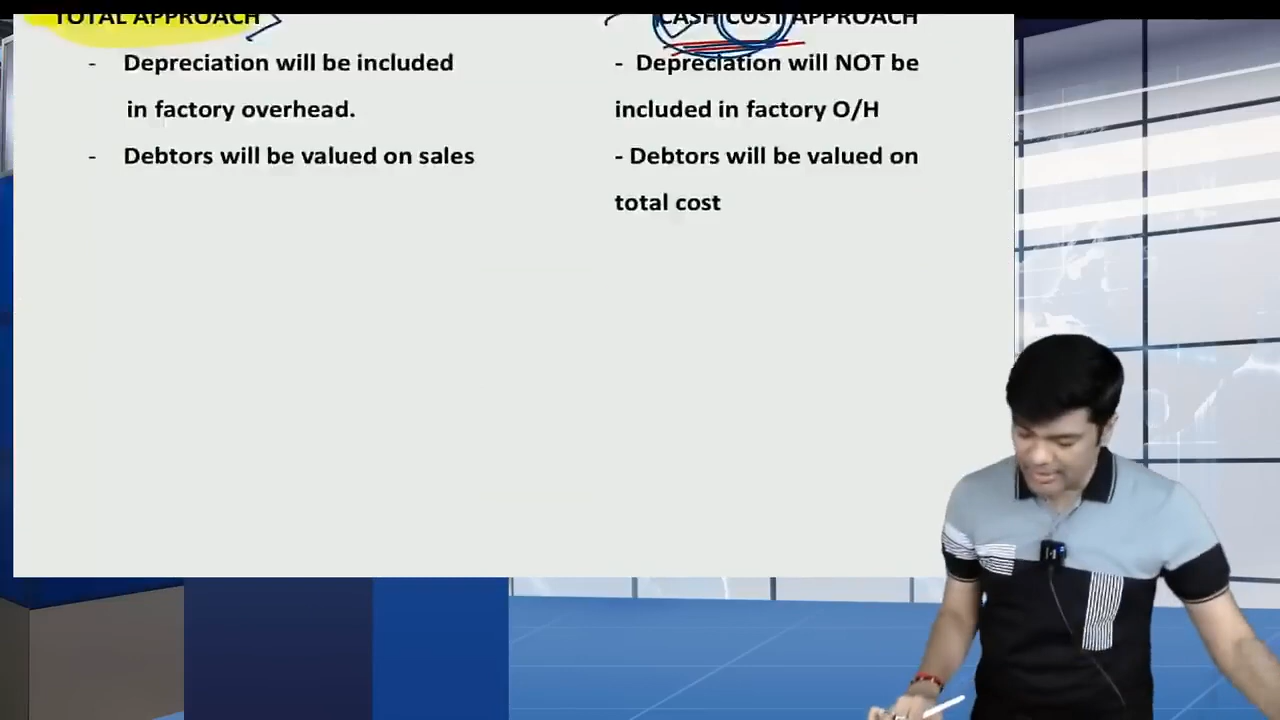 TOTAL APPROACH
CASH COST APPROACH
- Depreciation will be included
in factory overhead.
- Debtors will be valued on sales
- Depreciation will NOT be
included in factory O/H
- Debtors will be valued on
total cost